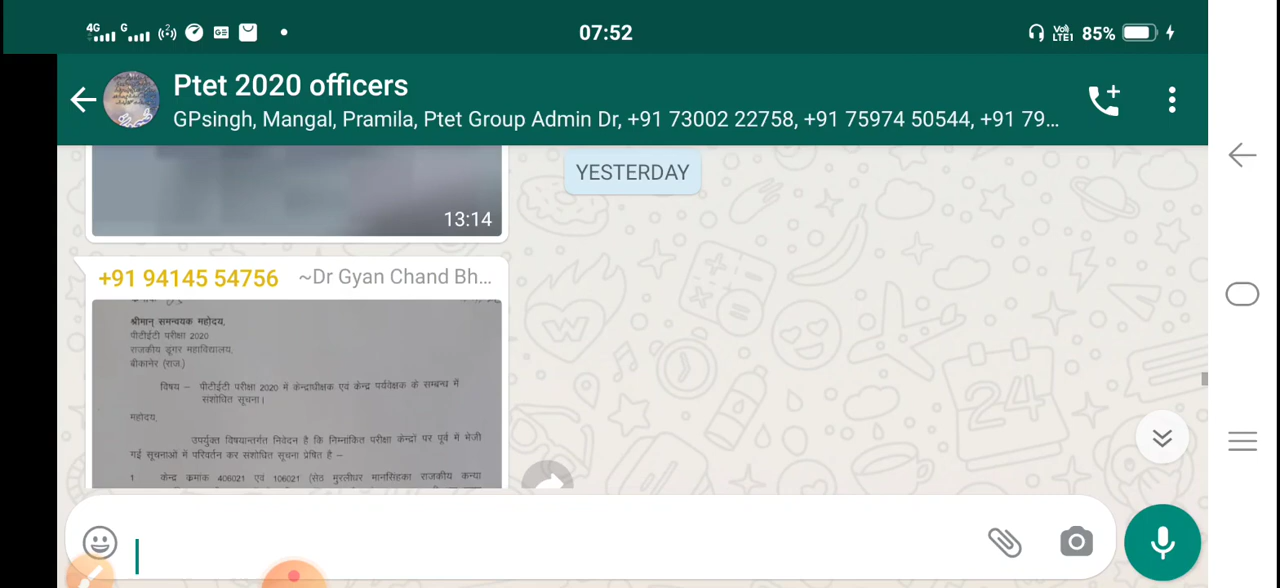 4G G 07:52 VoLTE1 85%
Ptet 2020 officers
GPsingh, Mangal, Pramila, Ptet Group Admin Dr, +91 73002 22758, +91 75974 50544, +91 79...
YESTERDAY
13:14
+91 94145 54756 ~Dr Gyan Chand Bh...
श्रीमान् समन्वयक महोदय,
पीटीईटी परीक्षा 2020
राजकीय डूंगर महाविद्यालय,
बीकानेर (राज.)
विषय – पीटीईटी परीक्षा 2020 में केन्द्राधीक्षक एवं केन्द्र पर्यवेक्षक के सम्बन्ध में
संशोधित सूचना।
महोदय,
उपर्युक्त विषयान्तर्गत निवेदन है कि निम्नांकित परीक्षा केन्द्रों पर पूर्व में भेजी
गई सूचनाओं में परिवर्तन कर संशोधित सूचना प्रेषित है –
1 केन्द्र क्रमांक 406021 एवं 106021 (सेठ मुरलीधर मानसिंहका राजकीय कन्या